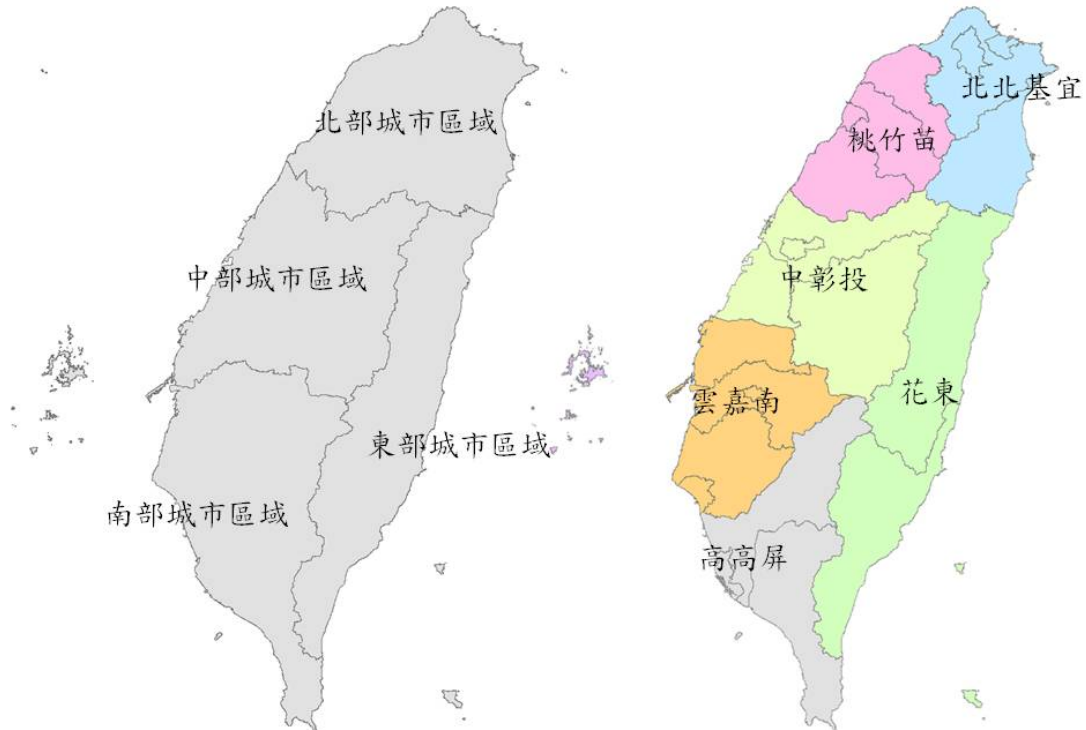 北部城市區域
中部城市區域
東部城市區域
南部城市區域
北北基宜
桃竹苗
中彰投
花東
雲嘉南
高高屏